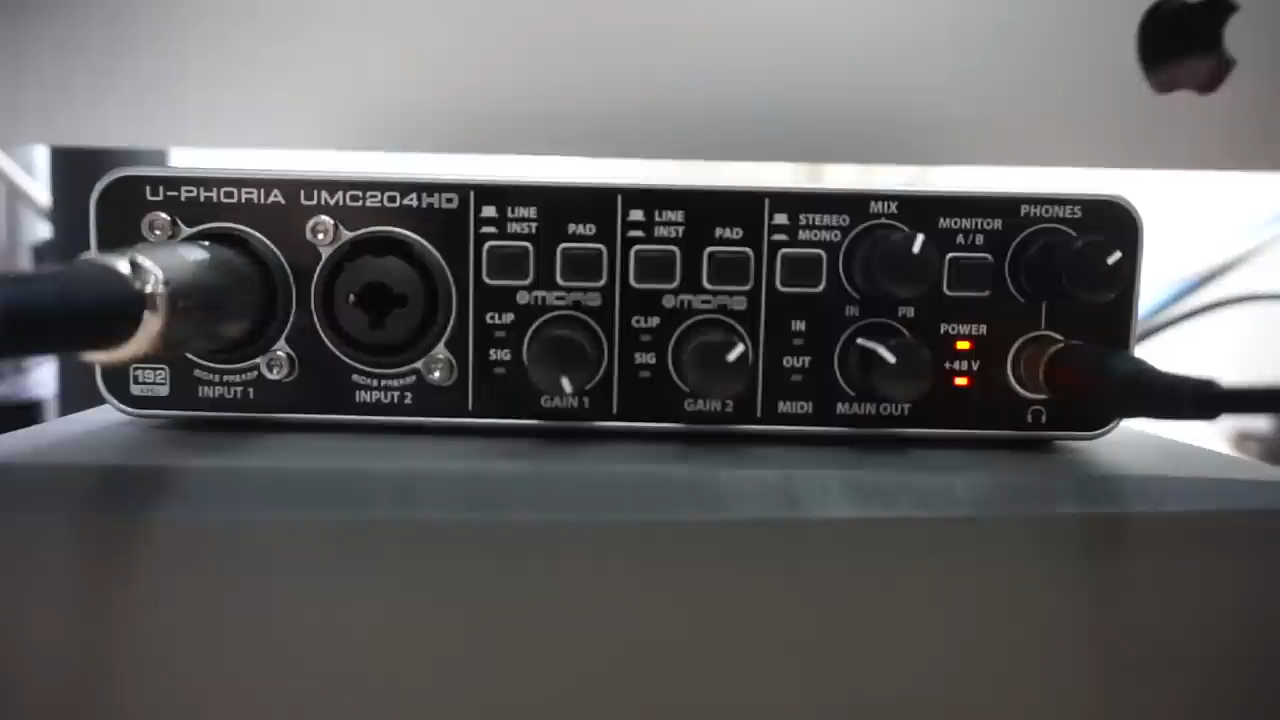 U-PHORIA UMC204HD
192
kHz
MIDAS PREAMP
INPUT 1
MIDAS PREAMP
INPUT 2
LINE
INST
PAD
MIDAS
CLIP
SIG
GAIN 1
LINE
INST
PAD
MIDAS
CLIP
SIG
GAIN 2
STEREO
MONO
MIX
IN
PB
MONITOR
A/B
PHONES
IN
OUT
MIDI
MAIN OUT
POWER
+48 V